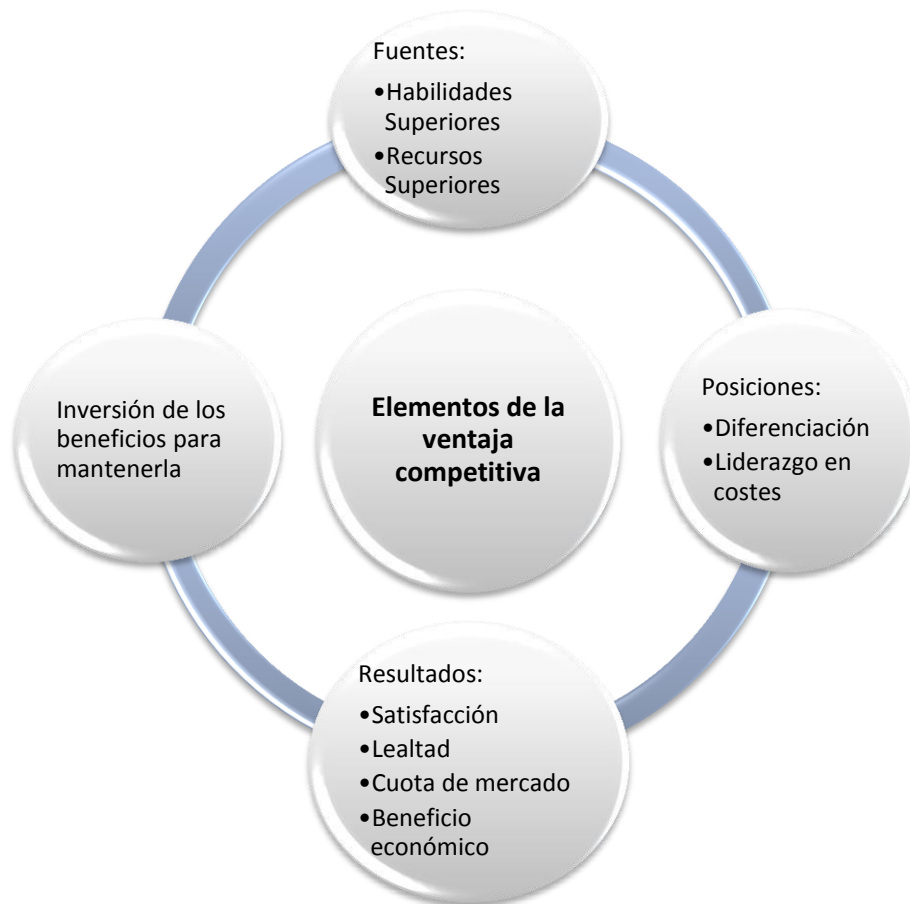 Fuentes:
•Habilidades
Superiores
•Recursos
Superiores
Posiciones:
•Diferenciación
•Liderazgo en
costes
Elementos de la
ventaja
competitiva
Inversión de los
beneficios para
mantenerla
Resultados:
•Satisfacción
•Lealtad
•Cuota de mercado
•Beneficio
económico